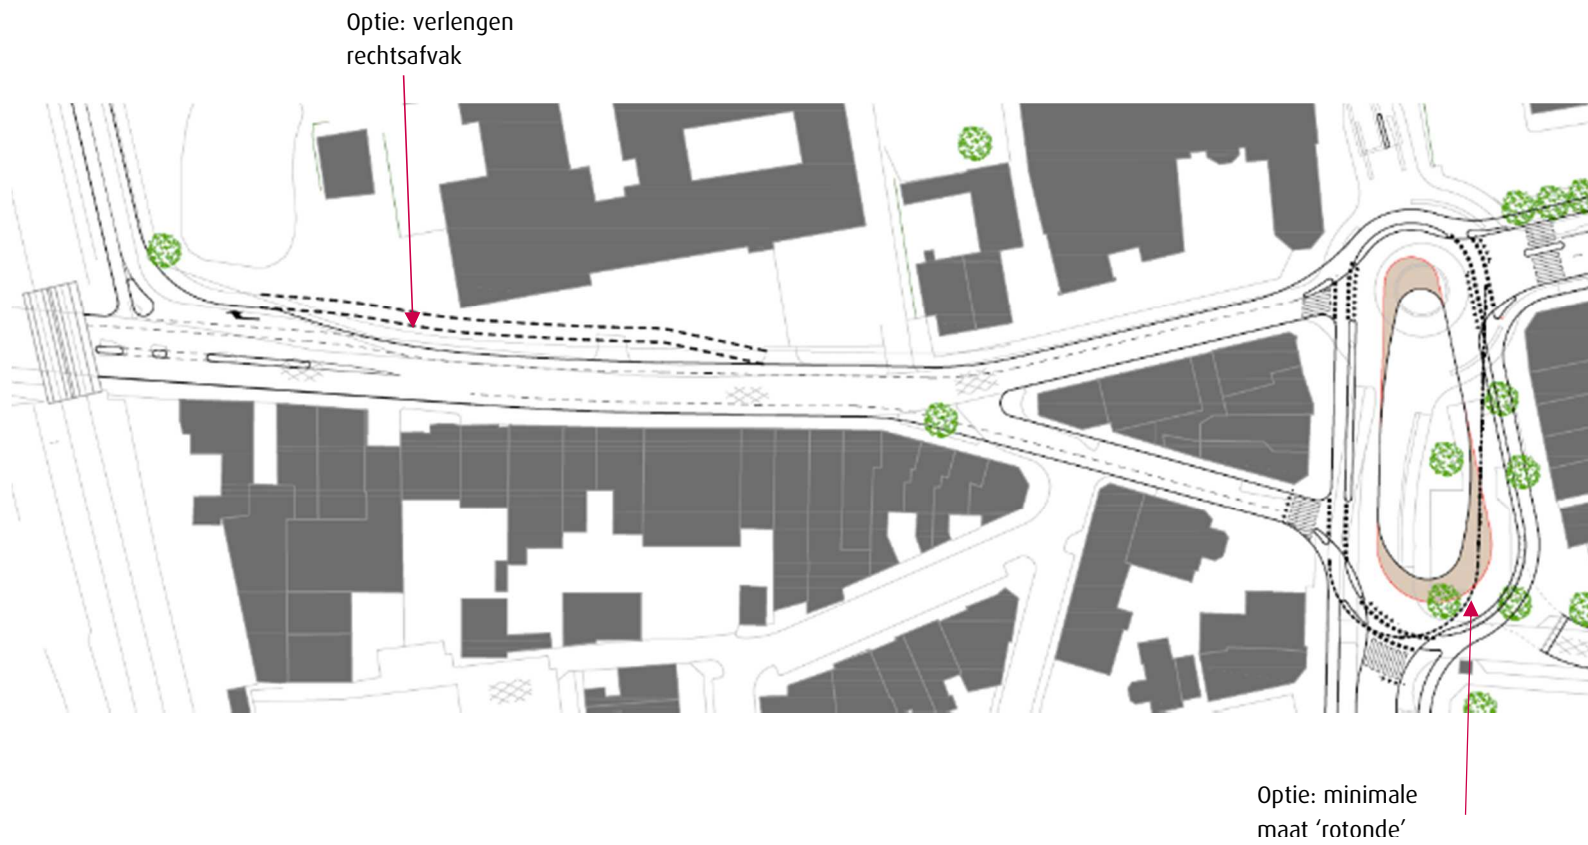 Optie: verlengen
rechtsafvak
Optie: minimale
maat ‘rotonde’